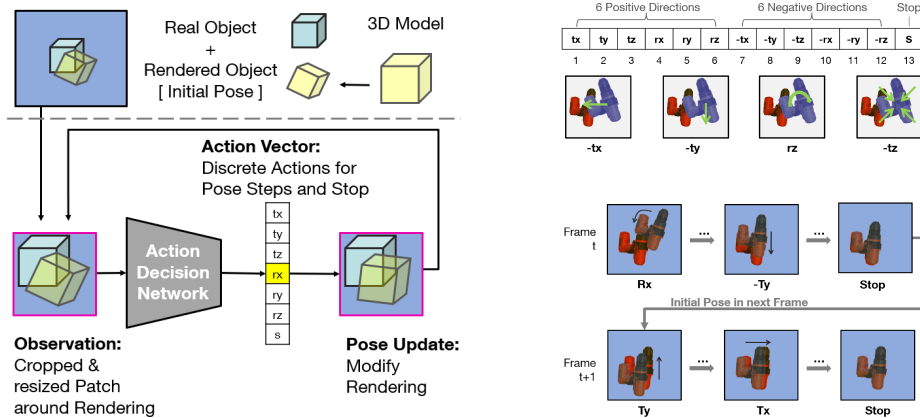 Real Object
+
Rendered Object
[ Initial Pose ]
3D Model
Action Vector:
Discrete Actions for
Pose Steps and Stop
tx
ty
tz
rx
ry
rz
s
Action
Decision
Network
Observation:
Cropped &
resized Patch
around Rendering
Pose Update:
Modify
Rendering
6 Positive Directions 6 Negative Directions Stop
tx ty tz rx ry rz -tx -ty -tz -rx -ry -rz S
1 2 3 4 5 6 7 8 9 10 11 12 13
-tx -ty rz -tz
Frame
t
... ...
Rx -Ty Stop
Initial Pose in next Frame
Frame
t+1
... ...
Ty Tx Stop